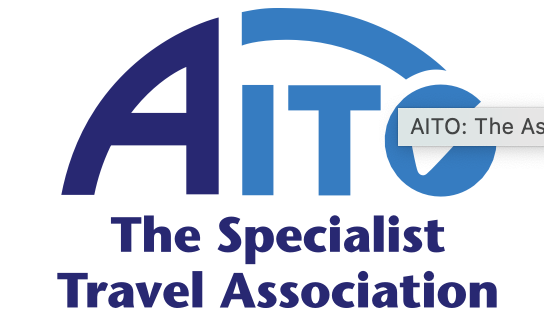 AITO
AITO: The As
The Specialist
Travel Association